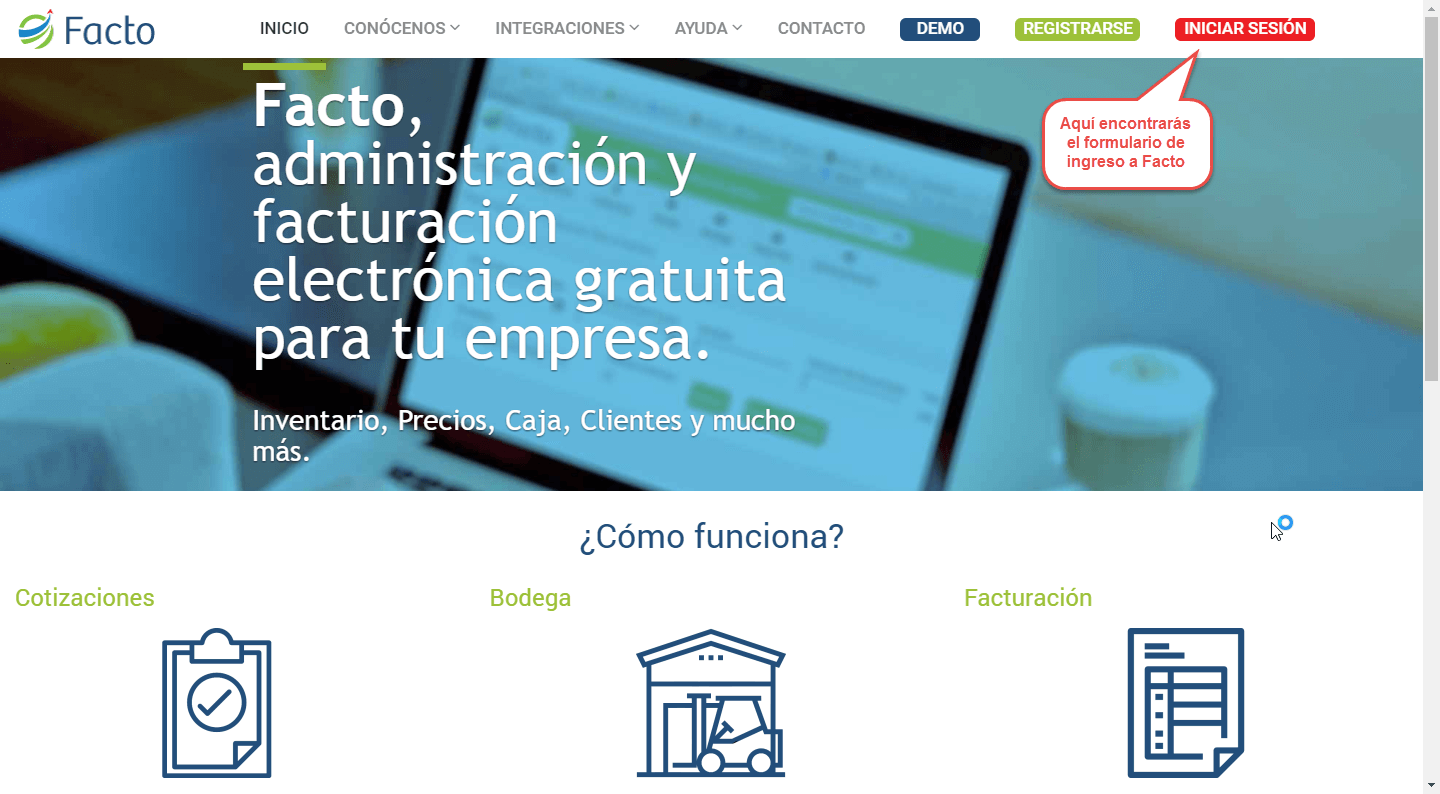 Facto
INICIO
CONÓCENOS
INTEGRACIONES
AYUDA
CONTACTO
DEMO
REGISTRARSE
INICIAR SESIÓN
Aquí encontrarás
el formulario de
ingreso a Facto
Facto,
administración y
facturación
electrónica gratuita
para tu empresa.
Inventario, Precios, Caja, Clientes y mucho
más.
¿Cómo funciona?
Cotizaciones
Bodega
Facturación